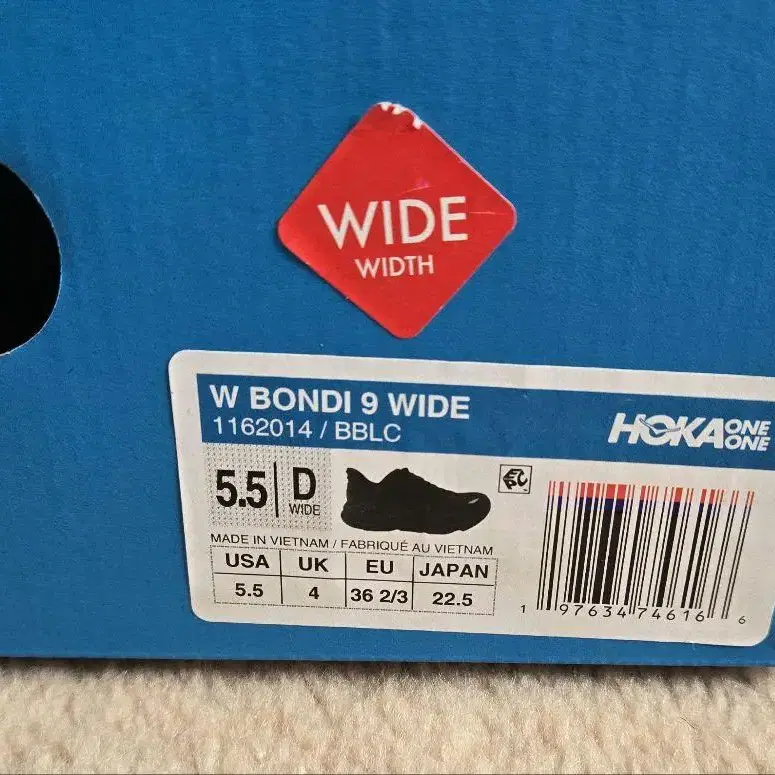 WIDE
WIDTH
W BONDI 9 WIDE
1162014 / BBLC
HOKA ONE ONE
5.5 D
WIDE
EPC
MADE IN VIETNAM / FABRIQUÉ AU VIETNAM
USA UK EU JAPAN
5.5 4 36 2/3 22.5
1 97634 74616 6